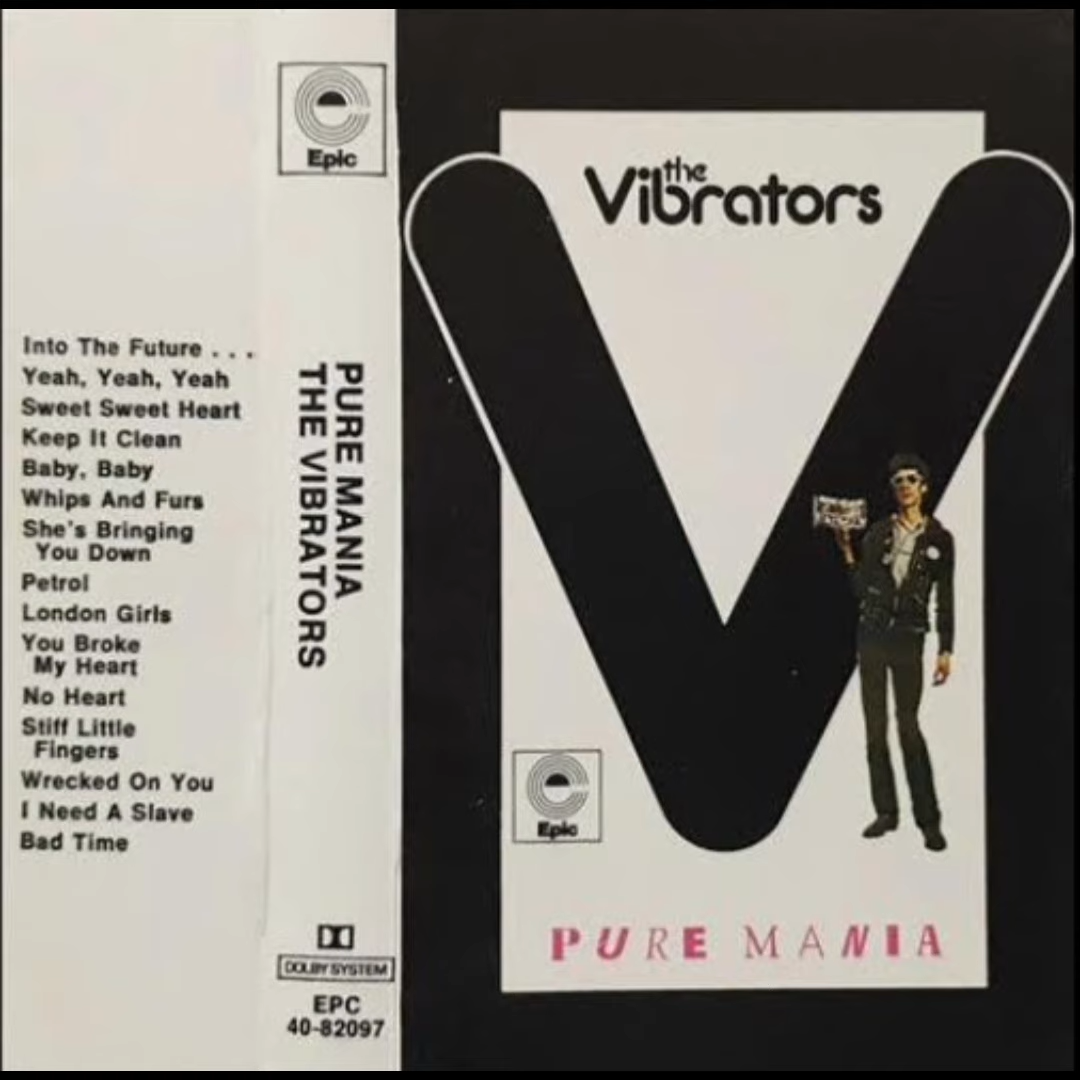 Into The Future . . .
Yeah, Yeah, Yeah
Sweet Sweet Heart
Keep It Clean
Baby, Baby
Whips And Furs
She's Bringing
You Down
Petrol
London Girls
You Broke
My Heart
No Heart
Stiff Little
Fingers
Wrecked On You
I Need A Slave
Bad Time
Epic
PURE MANIA
THE VIBRATORS
DOLBY SYSTEM
EPC
40-82097
the
Vibrators
Epic
PURE MANIA